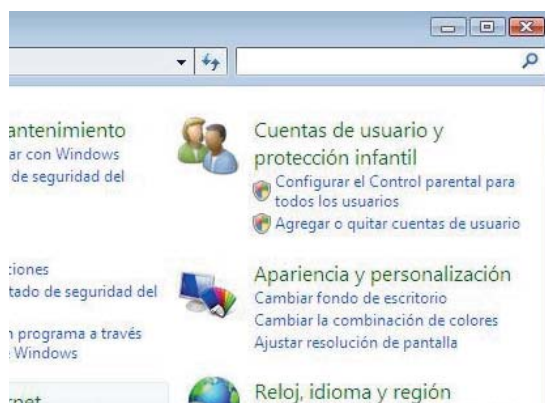 antenimiento
ar con Windows
de seguridad del
ciones
tado de seguridad del
programa a través
Windows
Cuentas de usuario y
protección infantil
Configurar el Control parental para
todos los usuarios
Agregar o quitar cuentas de usuario
Apariencia y personalización
Cambiar fondo de escritorio
Cambiar la combinación de colores
Ajustar resolución de pantalla
Reloj, idioma y región